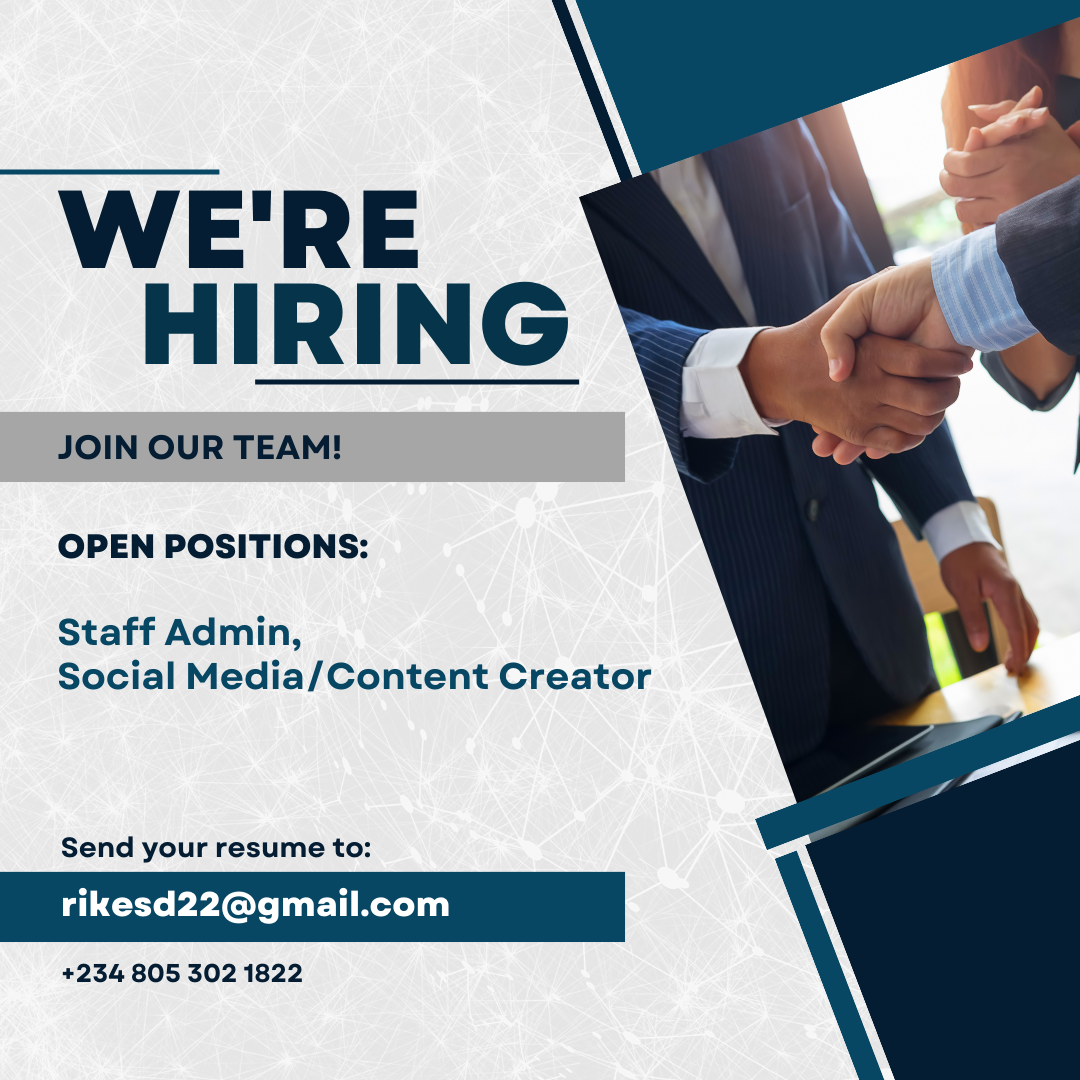 WE'RE
HIRING
JOIN OUR TEAM!
OPEN POSITIONS:
Staff Admin,
Social Media/Content Creator
Send your resume to:
rikesd22@gmail.com
+234 805 302 1822